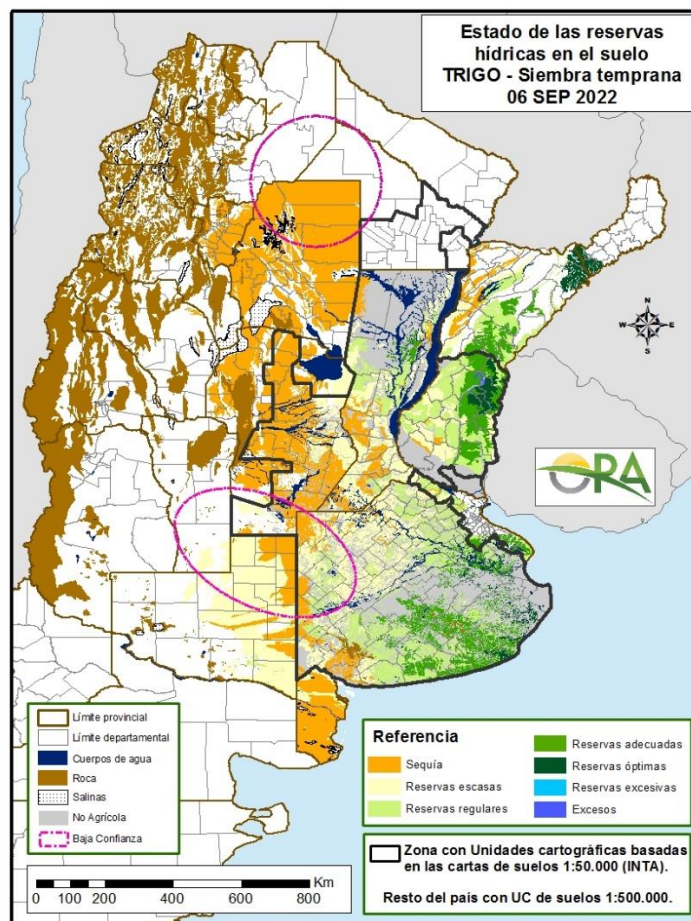 Estado de las reservas
hídricas en el suelo
TRIGO - Siembra temprana
06 SEP 2022
N
W
E
S
ORA
Límite provincial
Límite departamental
Cuerpos de agua
Roca
Salinas
No Agrícola
Baja Confianza
Referencia
Sequía
Reservas escasas
Reservas regulares
Reservas adecuadas
Reservas óptimas
Reservas excesivas
Excesos
Zona con Unidades cartográficas basadas
en las cartas de suelos 1:50.000 (INTA).
Resto del país con UC de suelos 1:500.000.
Km
0 100 200 400 600 800